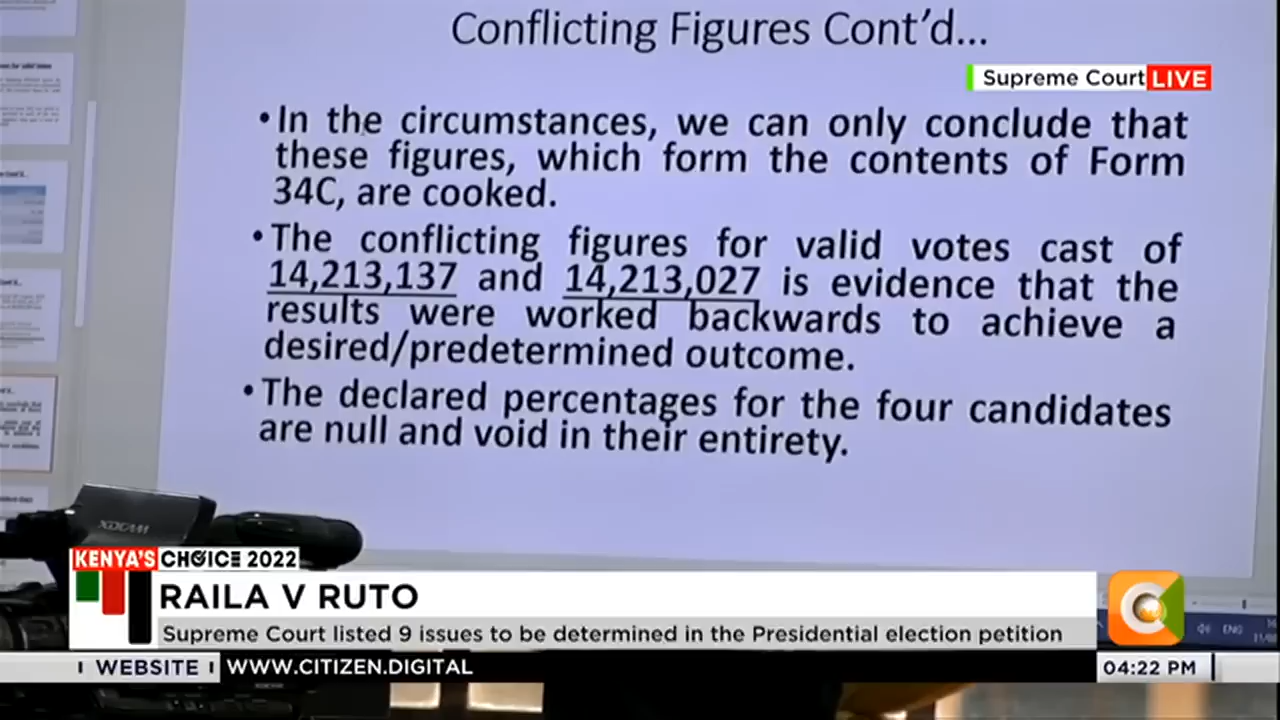 Conflicting Figures Cont'd...
Supreme Court LIVE
•In the circumstances, we can only conclude that
these figures, which form the contents of Form
34C, are cooked.
•The conflicting figures for valid votes cast of
14,213,137 and 14,213,027 is evidence that the
results were worked backwards to achieve a
desired/predetermined outcome.
•The declared percentages for the four candidates
are null and void in their entirety.
XDCAM
KENYA'S CHOICE 2022
RAILA V RUTO
Supreme Court listed 9 issues to be determined in the Presidential election petition
ENG
WEBSITE WWW.CITIZEN.DIGITAL
04:22 PM